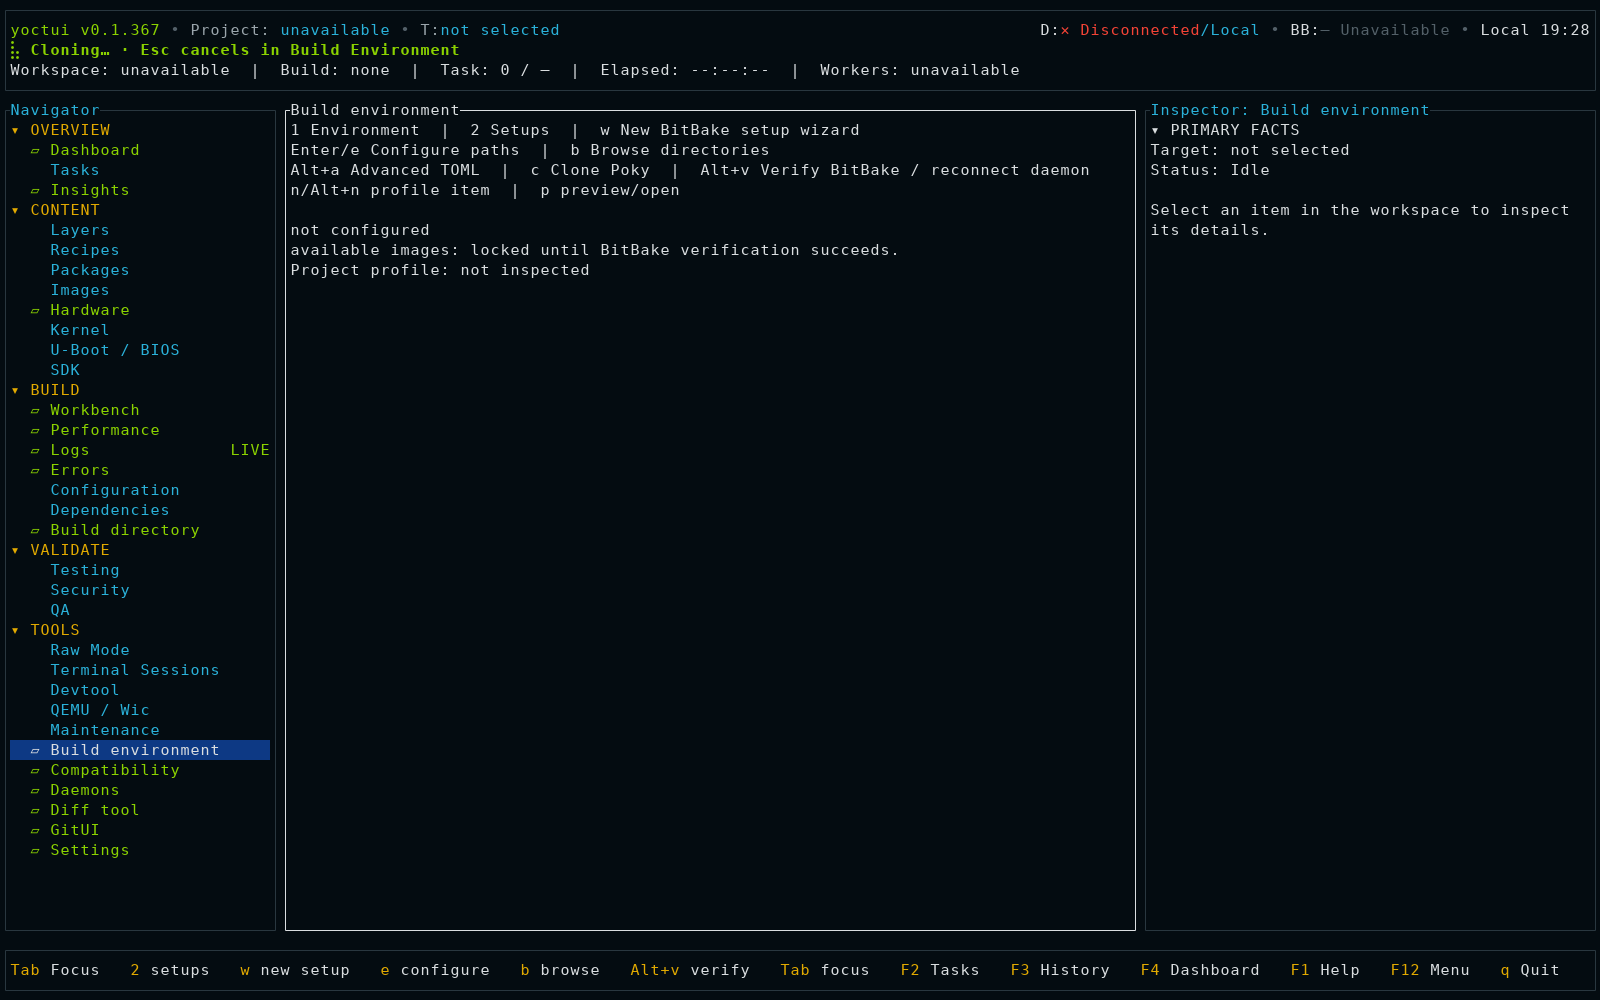 yoctui v0.1.367 • Project: unavailable • T:not selected D:× Disconnected/Local • BB:— Unavailable • Local 19:28
Cloning… · Esc cancels in Build Environment
Workspace: unavailable | Build: none | Task: 0 / — | Elapsed: --:--:-- | Workers: unavailable
Navigator
▾ OVERVIEW
▱ Dashboard
Tasks
▱ Insights
▾ CONTENT
Layers
Recipes
Packages
Images
▱ Hardware
Kernel
U-Boot / BIOS
SDK
▾ BUILD
▱ Workbench
▱ Performance
▱ Logs LIVE
▱ Errors
Configuration
Dependencies
▱ Build directory
▾ VALIDATE
Testing
Security
QA
▾ TOOLS
Raw Mode
Terminal Sessions
Devtool
QEMU / Wic
Maintenance
▱ Build environment
▱ Compatibility
▱ Daemons
▱ Diff tool
▱ GitUI
▱ Settings
Build environment
1 Environment | 2 Setups | w New BitBake setup wizard
Enter/e Configure paths | b Browse directories
Alt+a Advanced TOML | c Clone Poky | Alt+v Verify BitBake / reconnect daemon
n/Alt+n profile item | p preview/open
not configured
available images: locked until BitBake verification succeeds.
Project profile: not inspected
Inspector: Build environment
▾ PRIMARY FACTS
Target: not selected
Status: Idle
Select an item in the workspace to inspect
its details.
Tab Focus 2 setups w new setup e configure b browse Alt+v verify Tab focus F2 Tasks F3 History F4 Dashboard F1 Help F12 Menu q Quit